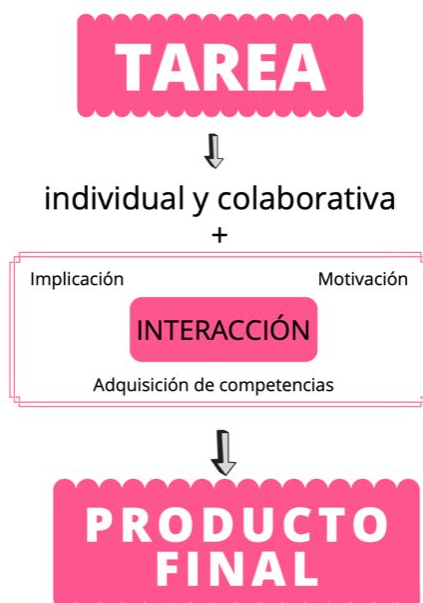 TAREA
individual y colaborativa
+
Implicación Motivación
INTERACCIÓN
Adquisición de competencias
PRODUCTO
FINAL